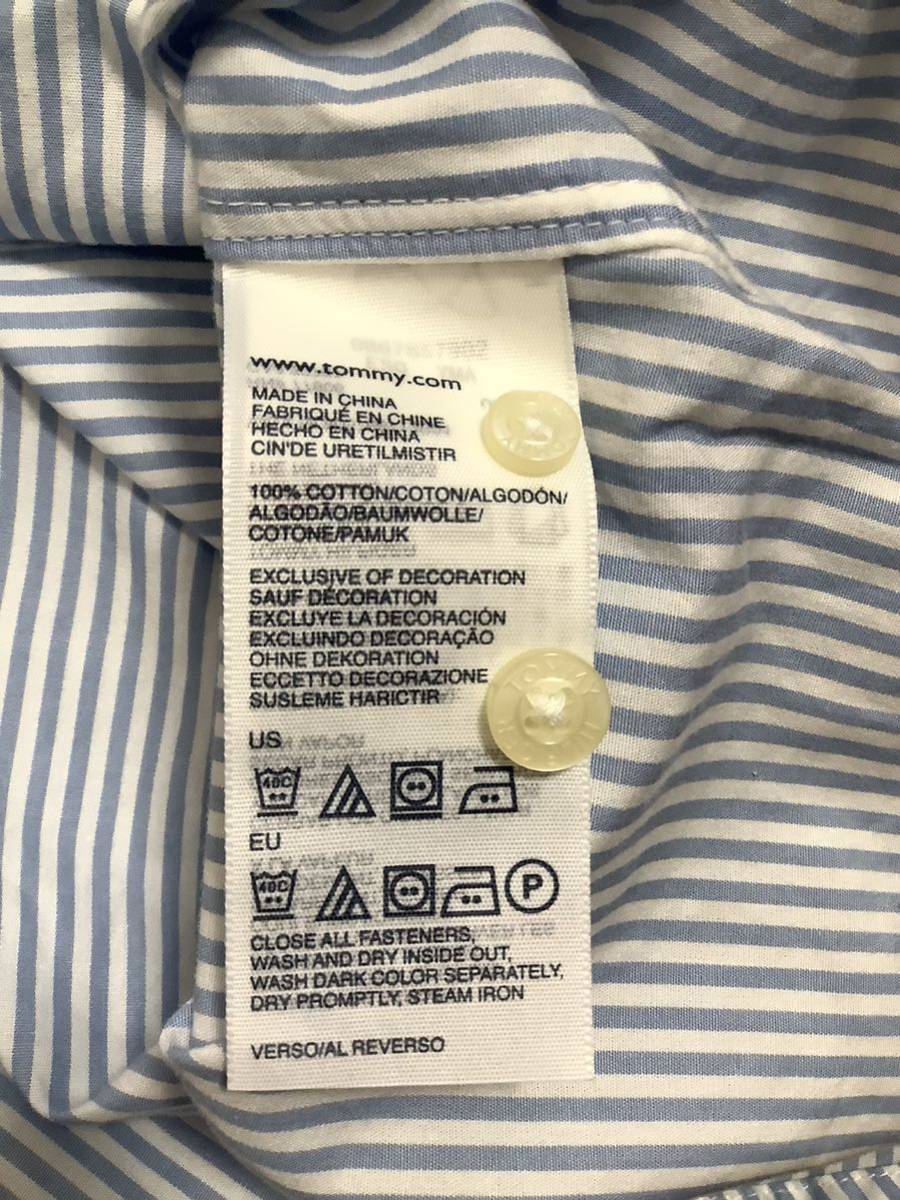 www.tommy.com
MADE IN CHINA
FABRIQUÉ EN CHINE
HECHO EN CHINA
CIN'DE URETILMISTIR
100% COTTON/COTON/ALGODÓN/
ALGODÃO/BAUMWOLLE/
COTONE/PAMUK
EXCLUSIVE OF DECORATION
SAUF DÉCORATION
EXCLUYE LA DECORACIÓN
EXCLUINDO DECORAÇÃO
OHNE DEKORATION
ECCETTO DECORAZIONE
SUSLEME HARICTIR
US
40C
EU
40C
P
CLOSE ALL FASTENERS,
WASH AND DRY INSIDE OUT,
WASH DARK COLOR SEPARATELY,
DRY PROMPTLY, STEAM IRON
VERSO/AL REVERSO